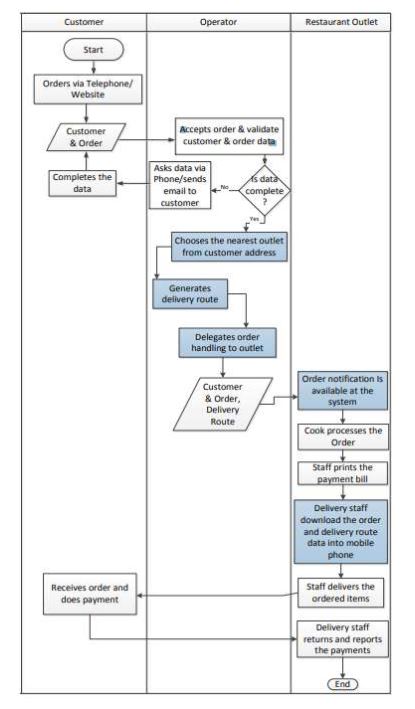 Customer
Operator
Restaurant Outlet
Start
Orders via Telephone/
Website
Customer
& Order
Accepts order & validate
customer & order data
Completes the
data
Asks data via
Phone/sends
email to
customer
No
Is data
complete
?
Yes
Chooses the nearest outlet
from customer address
Generates
delivery route
Delegates order
handling to outlet
Customer
& Order,
Delivery
Route
Order notification Is
available at the
system
Cook processes the
Order
Staff prints the
payment bill
Delivery staff
download the order
and delivery route
data into mobile
phone
Receives order and
does payment
Staff delivers the
ordered items
Delivery staff
returns and reports
the payments
End